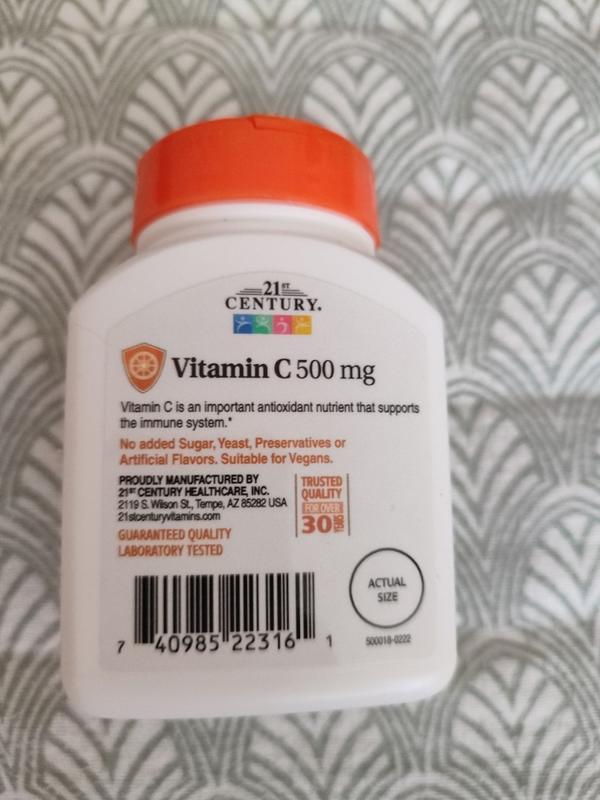 21ST
CENTURY®
Vitamin C 500 mg
Vitamin C is an important antioxidant nutrient that supports
the immune system.*
No added Sugar, Yeast, Preservatives or
Artificial Flavors. Suitable for Vegans.
PROUDLY MANUFACTURED BY
21ST CENTURY HEALTHCARE, INC.
2119 S. Wilson St., Tempe, AZ 85282 USA
21stcenturyvitamins.com
GUARANTEED QUALITY
LABORATORY TESTED
TRUSTED
QUALITY
FOR OVER
30 YEARS
ACTUAL
SIZE
7 40985 22316 1
500018-0222